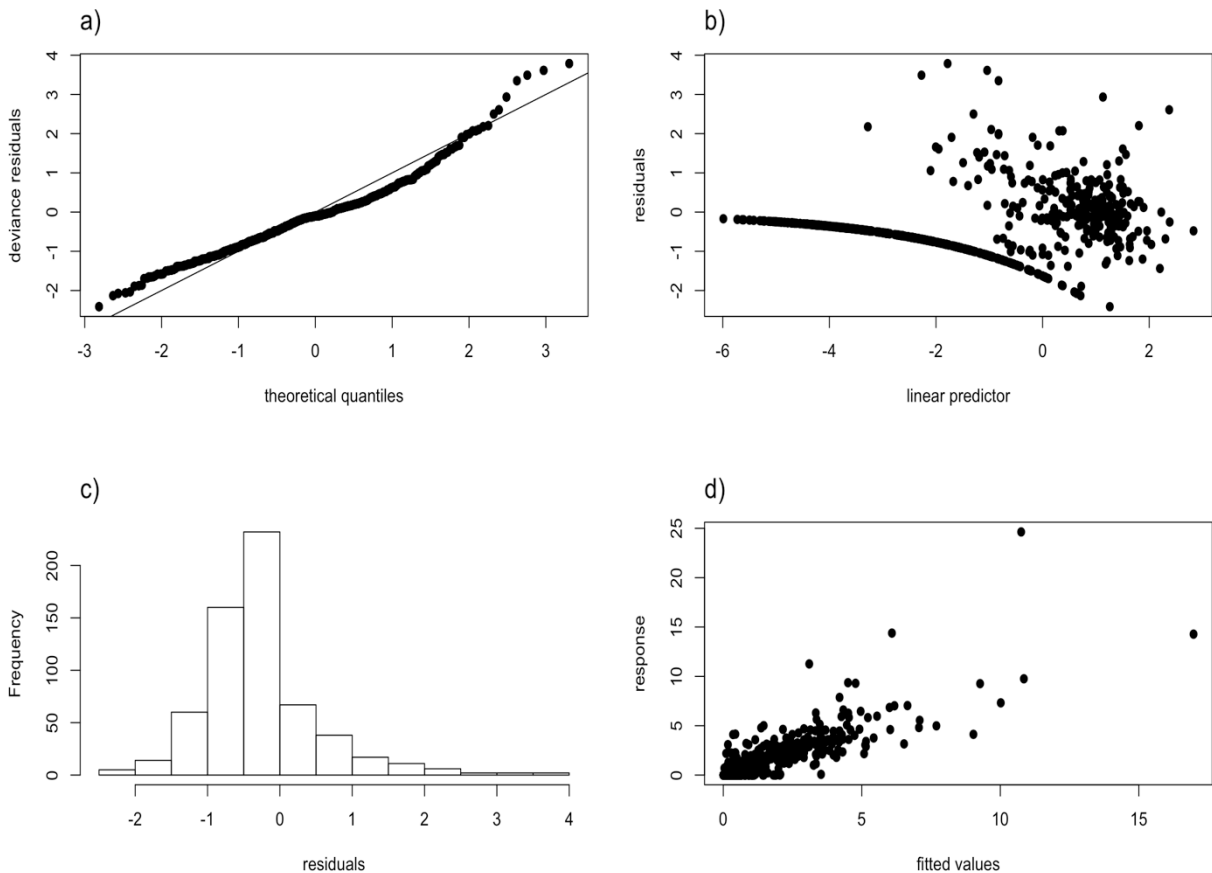 a)
4
3
2
1
0
-1
-2
deviance residuals
-3 -2 -1 0 1 2 3
theoretical quantiles
b)
4
3
2
1
0
-1
-2
residuals
-6 -4 -2 0 2
linear predictor
c)
200
150
100
50
0
Frequency
-2 -1 0 1 2 3 4
residuals
d)
25
20
15
10
5
0
response
0 5 10 15
fitted values